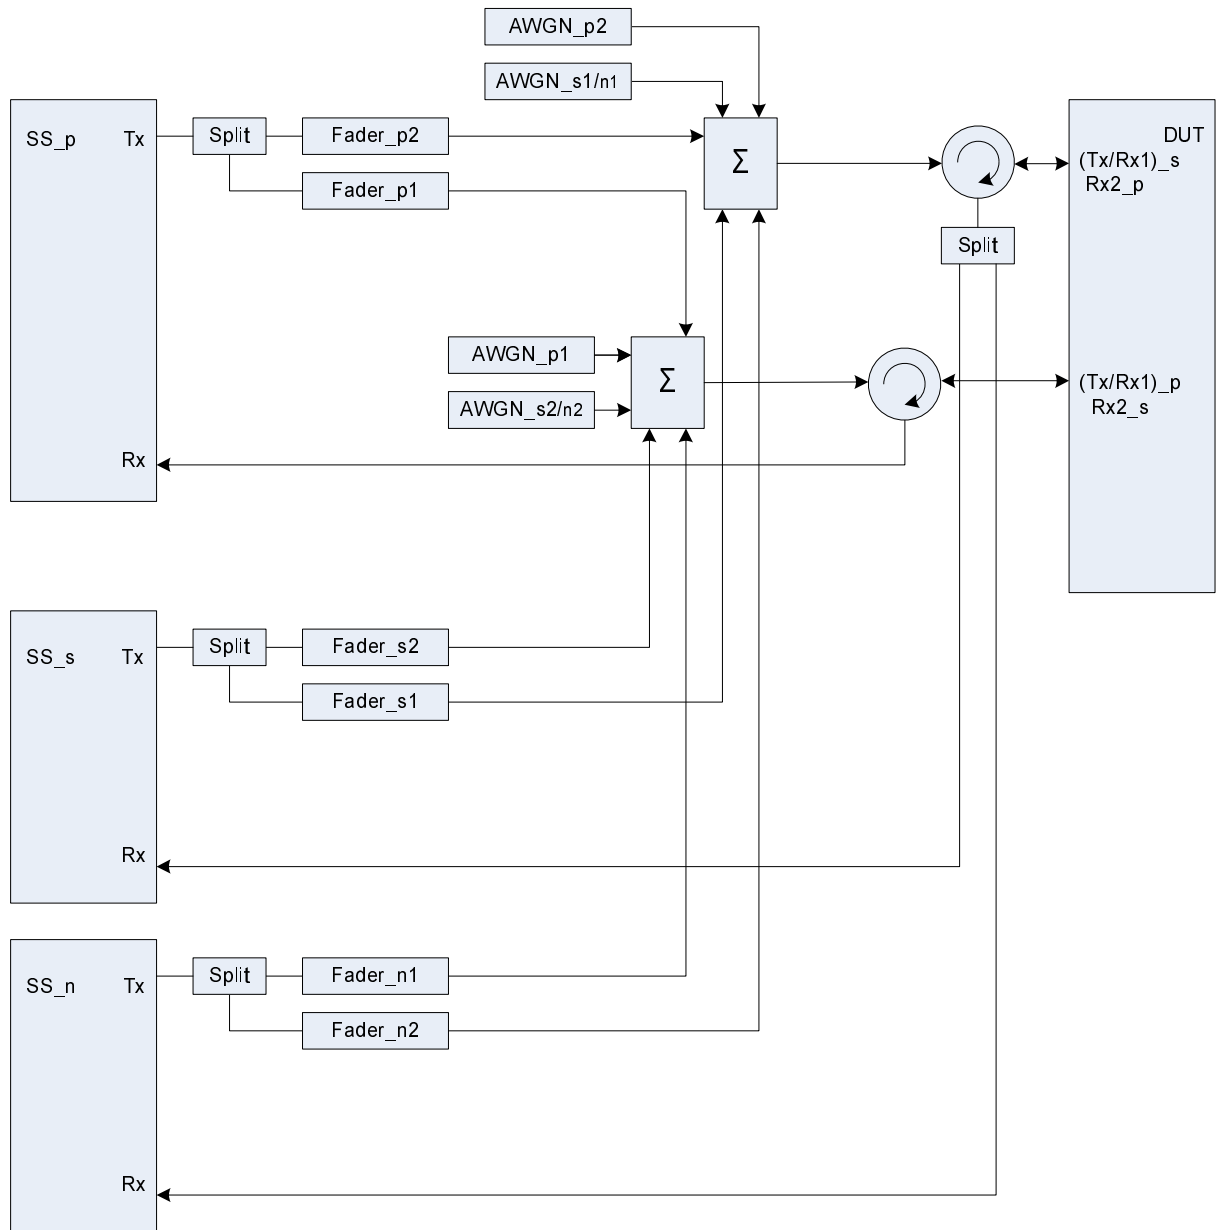 AWGN_p2
AWGN_s1/n1
SS_p Tx
Split
Fader_p2
Fader_p1
Σ
DUT
(Tx/Rx1)_s
Rx2_p
Split
AWGN_p1
AWGN_s2/n2
Σ
(Tx/Rx1)_p
Rx2_s
Rx
SS_s Tx
Split
Fader_s2
Fader_s1
Rx
SS_n Tx
Split
Fader_n1
Fader_n2
Rx